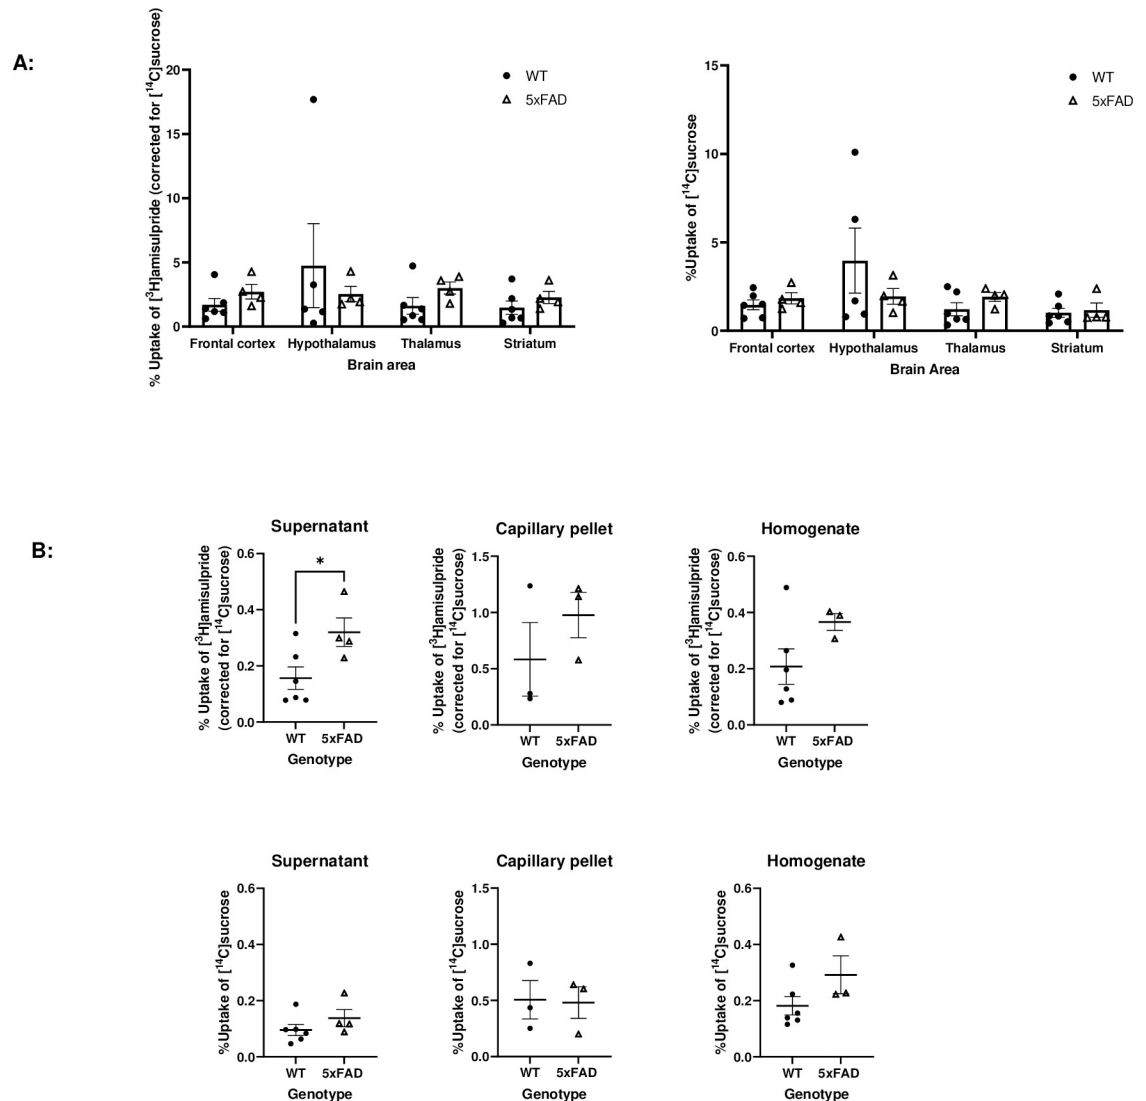 A:
% Uptake of [³H]amisulpride (corrected for [¹⁴C]sucrose)
20
15
10
5
0
WT
5xFAD
Frontal cortex Hypothalamus Thalamus Striatum
Brain area
%Uptake of [¹⁴C]sucrose
15
10
5
0
WT
5xFAD
Frontal cortex Hypothalamus Thalamus Striatum
Brain Area
B:
Supernatant
% Uptake of [³H]amisulpride
(corrected for [¹⁴C]sucrose)
0.6
0.4
0.2
0.0
*
WT 5xFAD
Genotype
Capillary pellet
% Uptake of [³H]amisulpride
(corrected for [¹⁴C]sucrose)
1.5
1.0
0.5
0.0
WT 5xFAD
Genotype
Homogenate
% Uptake of [³H]amisulpride
(corrected for [¹⁴C]sucrose)
0.6
0.4
0.2
0.0
WT 5xFAD
Genotype
Supernatant
%Uptake of [¹⁴C]sucrose
0.6
0.4
0.2
0.0
WT 5xFAD
Genotype
Capillary pellet
%Uptake of [¹⁴C]sucrose
1.5
1.0
0.5
0.0
WT 5xFAD
Genotype
Homogenate
%Uptake of [¹⁴C]sucrose
0.6
0.4
0.2
0.0
WT 5xFAD
Genotype